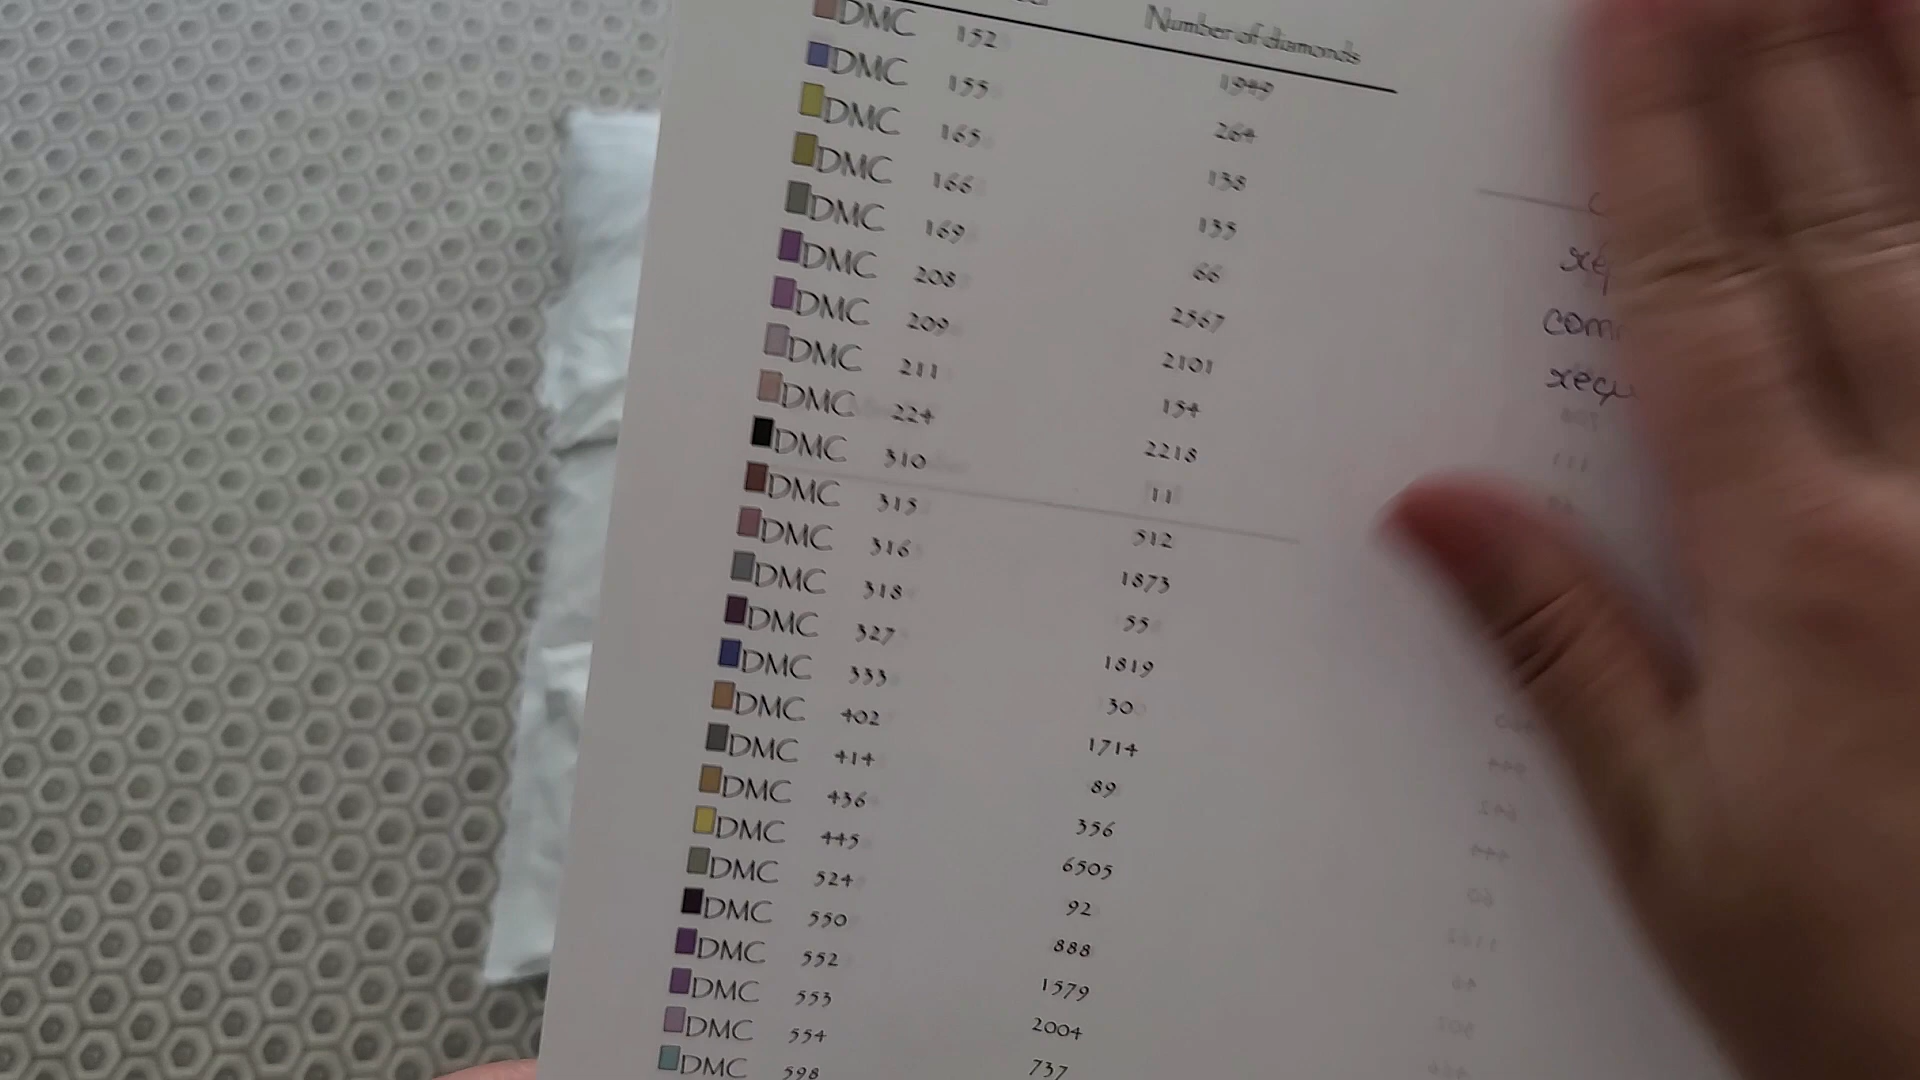 Number of diamonds
DMC 152 1949
DMC 155 264
DMC 165 138
DMC 166 135
DMC 169 66
DMC 208 2567
DMC 209 2101
DMC 211 154
DMC 224 2218
DMC 310 11
DMC 315 512
DMC 316 1873
DMC 318 55
DMC 327 1819
DMC 333 30
DMC 402 1714
DMC 414 89
DMC 436 356
DMC 445 6505
DMC 524 92
DMC 550 888
DMC 552 1579
DMC 553 2004
DMC 554 737
DMC 598